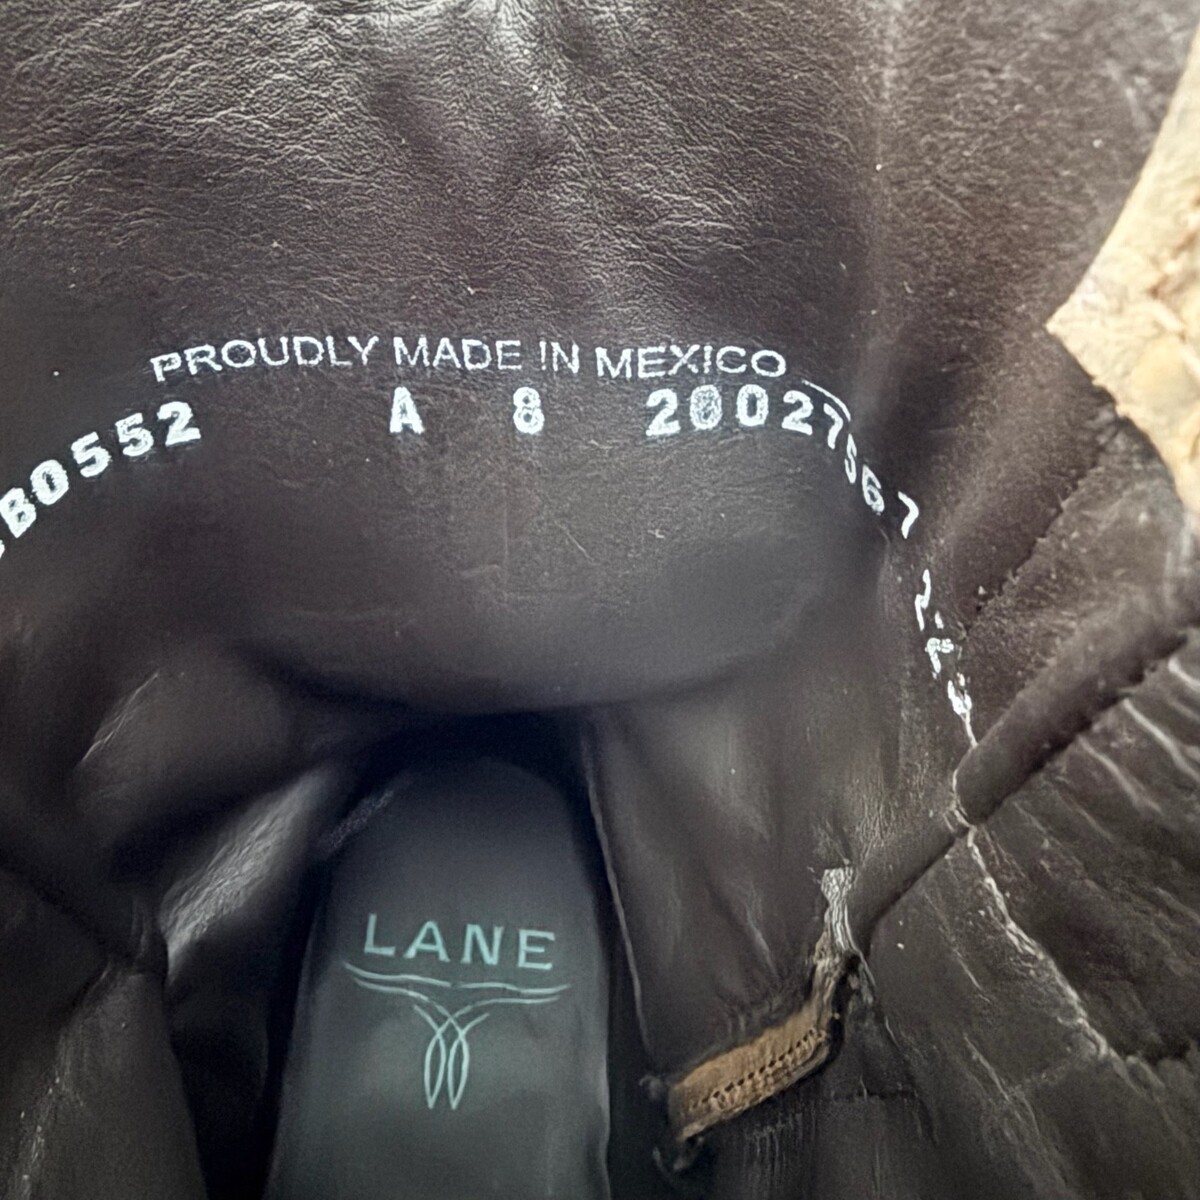 PROUDLY MADE IN MEXICO
B0552 A 8 20027567
LANE